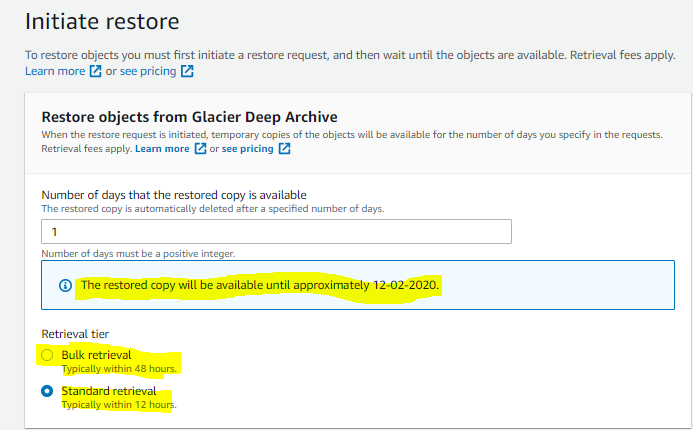 Initiate restore
To restore objects you must first initiate a restore request, and then wait until the objects are available. Retrieval fees apply.
Learn more or see pricing
Restore objects from Glacier Deep Archive
When the restore request is initiated, temporary copies of the objects will be available for the number of days you specify in the requests.
Retrieval fees apply. Learn more or see pricing
Number of days that the restored copy is available
The restored copy is automatically deleted after a specified number of days.
1
Number of days must be a positive integer.
The restored copy will be available until approximately 12-02-2020.
Retrieval tier
Bulk retrieval
Typically within 48 hours.
Standard retrieval
Typically within 12 hours.